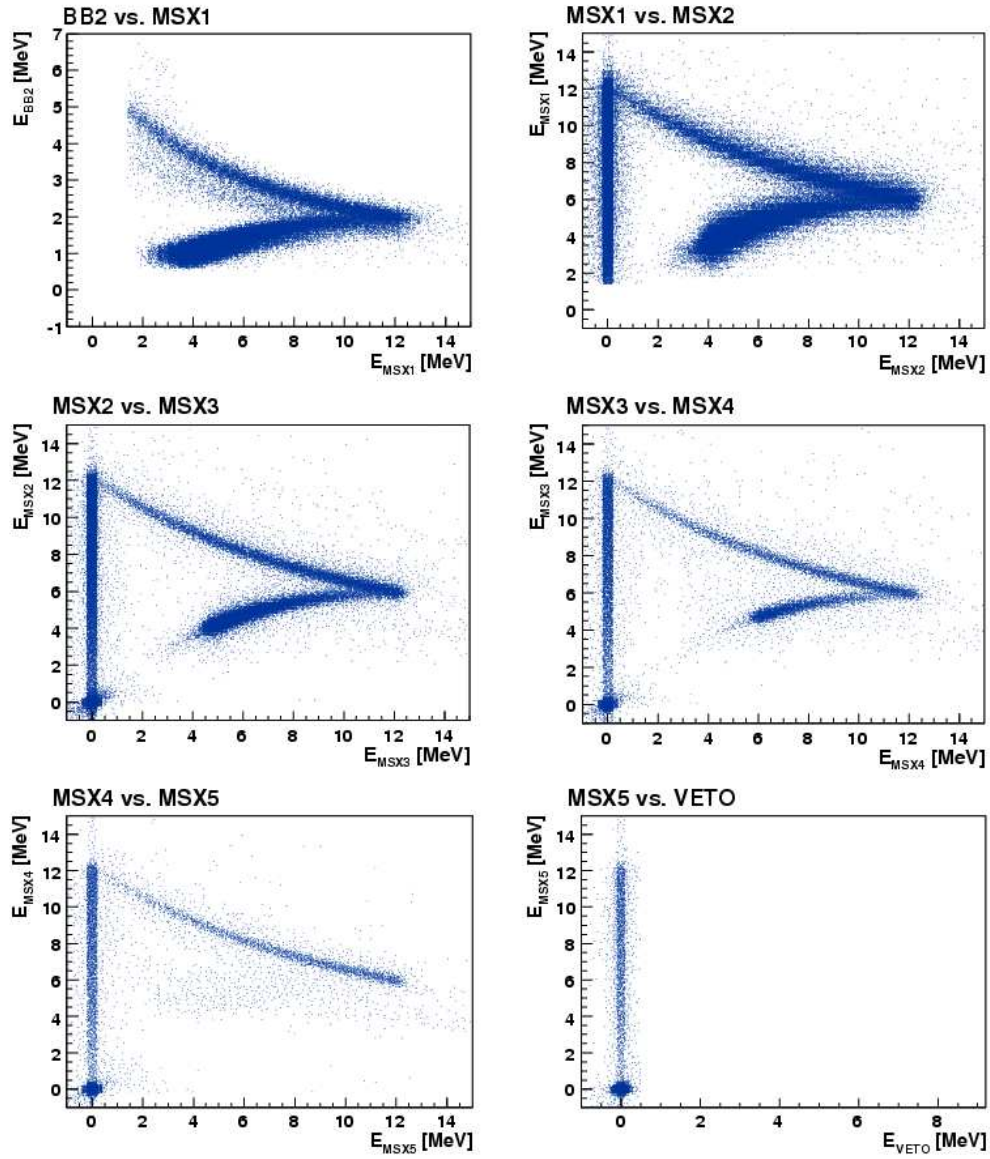 BB2 vs. MSX1
E_BB2 [MeV]
7
6
5
4
3
2
1
0
-1
0 2 4 6 8 10 12 14
E_MSX1 [MeV]
MSX1 vs. MSX2
E_MSX1 [MeV]
14
12
10
8
6
4
2
0
0 2 4 6 8 10 12 14
E_MSX2 [MeV]
MSX2 vs. MSX3
E_MSX2 [MeV]
14
12
10
8
6
4
2
0
0 2 4 6 8 10 12 14
E_MSX3 [MeV]
MSX3 vs. MSX4
E_MSX3 [MeV]
14
12
10
8
6
4
2
0
0 2 4 6 8 10 12 14
E_MSX4 [MeV]
MSX4 vs. MSX5
E_MSX4 [MeV]
14
12
10
8
6
4
2
0
0 2 4 6 8 10 12 14
E_MSX5 [MeV]
MSX5 vs. VETO
E_MSX5 [MeV]
14
12
10
8
6
4
2
0
0 2 4 6 8
E_VETO [MeV]